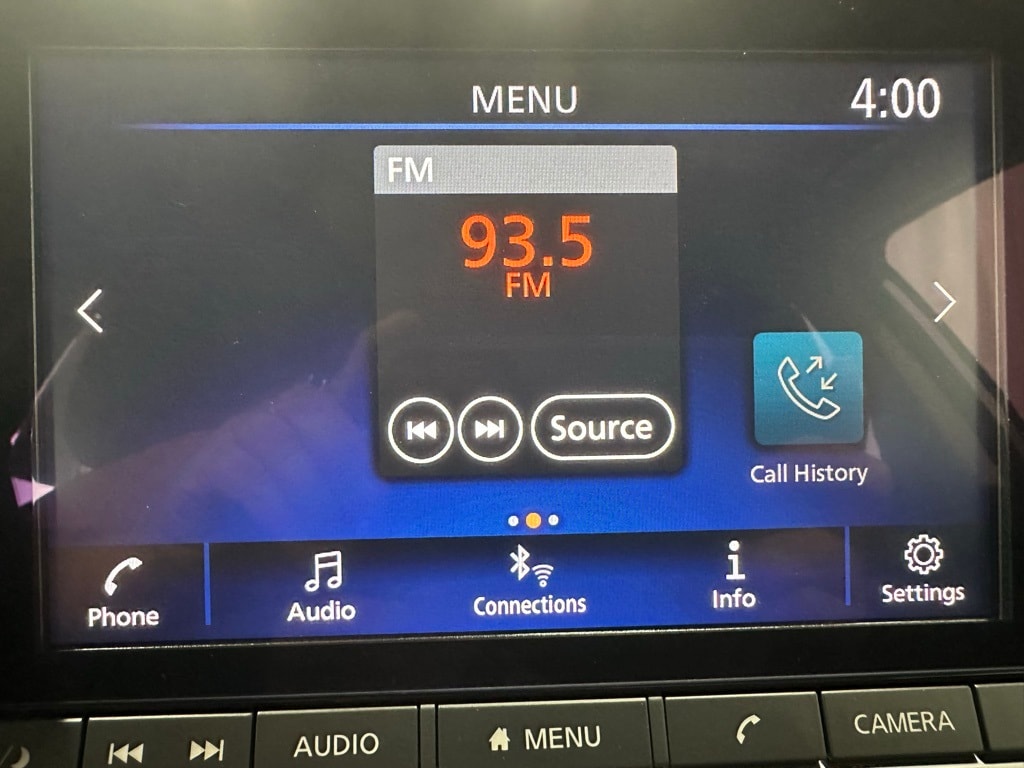 MENU
4:00
FM
93.5
FM
Source
Call History
Phone
Audio
Connections
Info
Settings
AUDIO
MENU
CAMERA